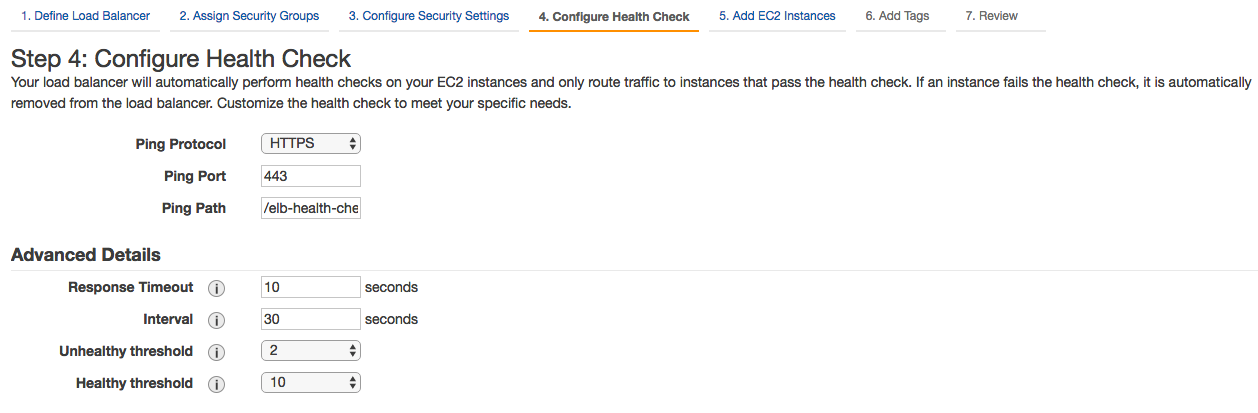 1. Define Load Balancer 2. Assign Security Groups 3. Configure Security Settings 4. Configure Health Check 5. Add EC2 Instances 6. Add Tags 7. Review
Step 4: Configure Health Check
Your load balancer will automatically perform health checks on your EC2 instances and only route traffic to instances that pass the health check. If an instance fails the health check, it is automatically
removed from the load balancer. Customize the health check to meet your specific needs.
Ping Protocol HTTPS
Ping Port 443
Ping Path /elb-health-che
Advanced Details
Response Timeout i 10 seconds
Interval i 30 seconds
Unhealthy threshold i 2
Healthy threshold i 10